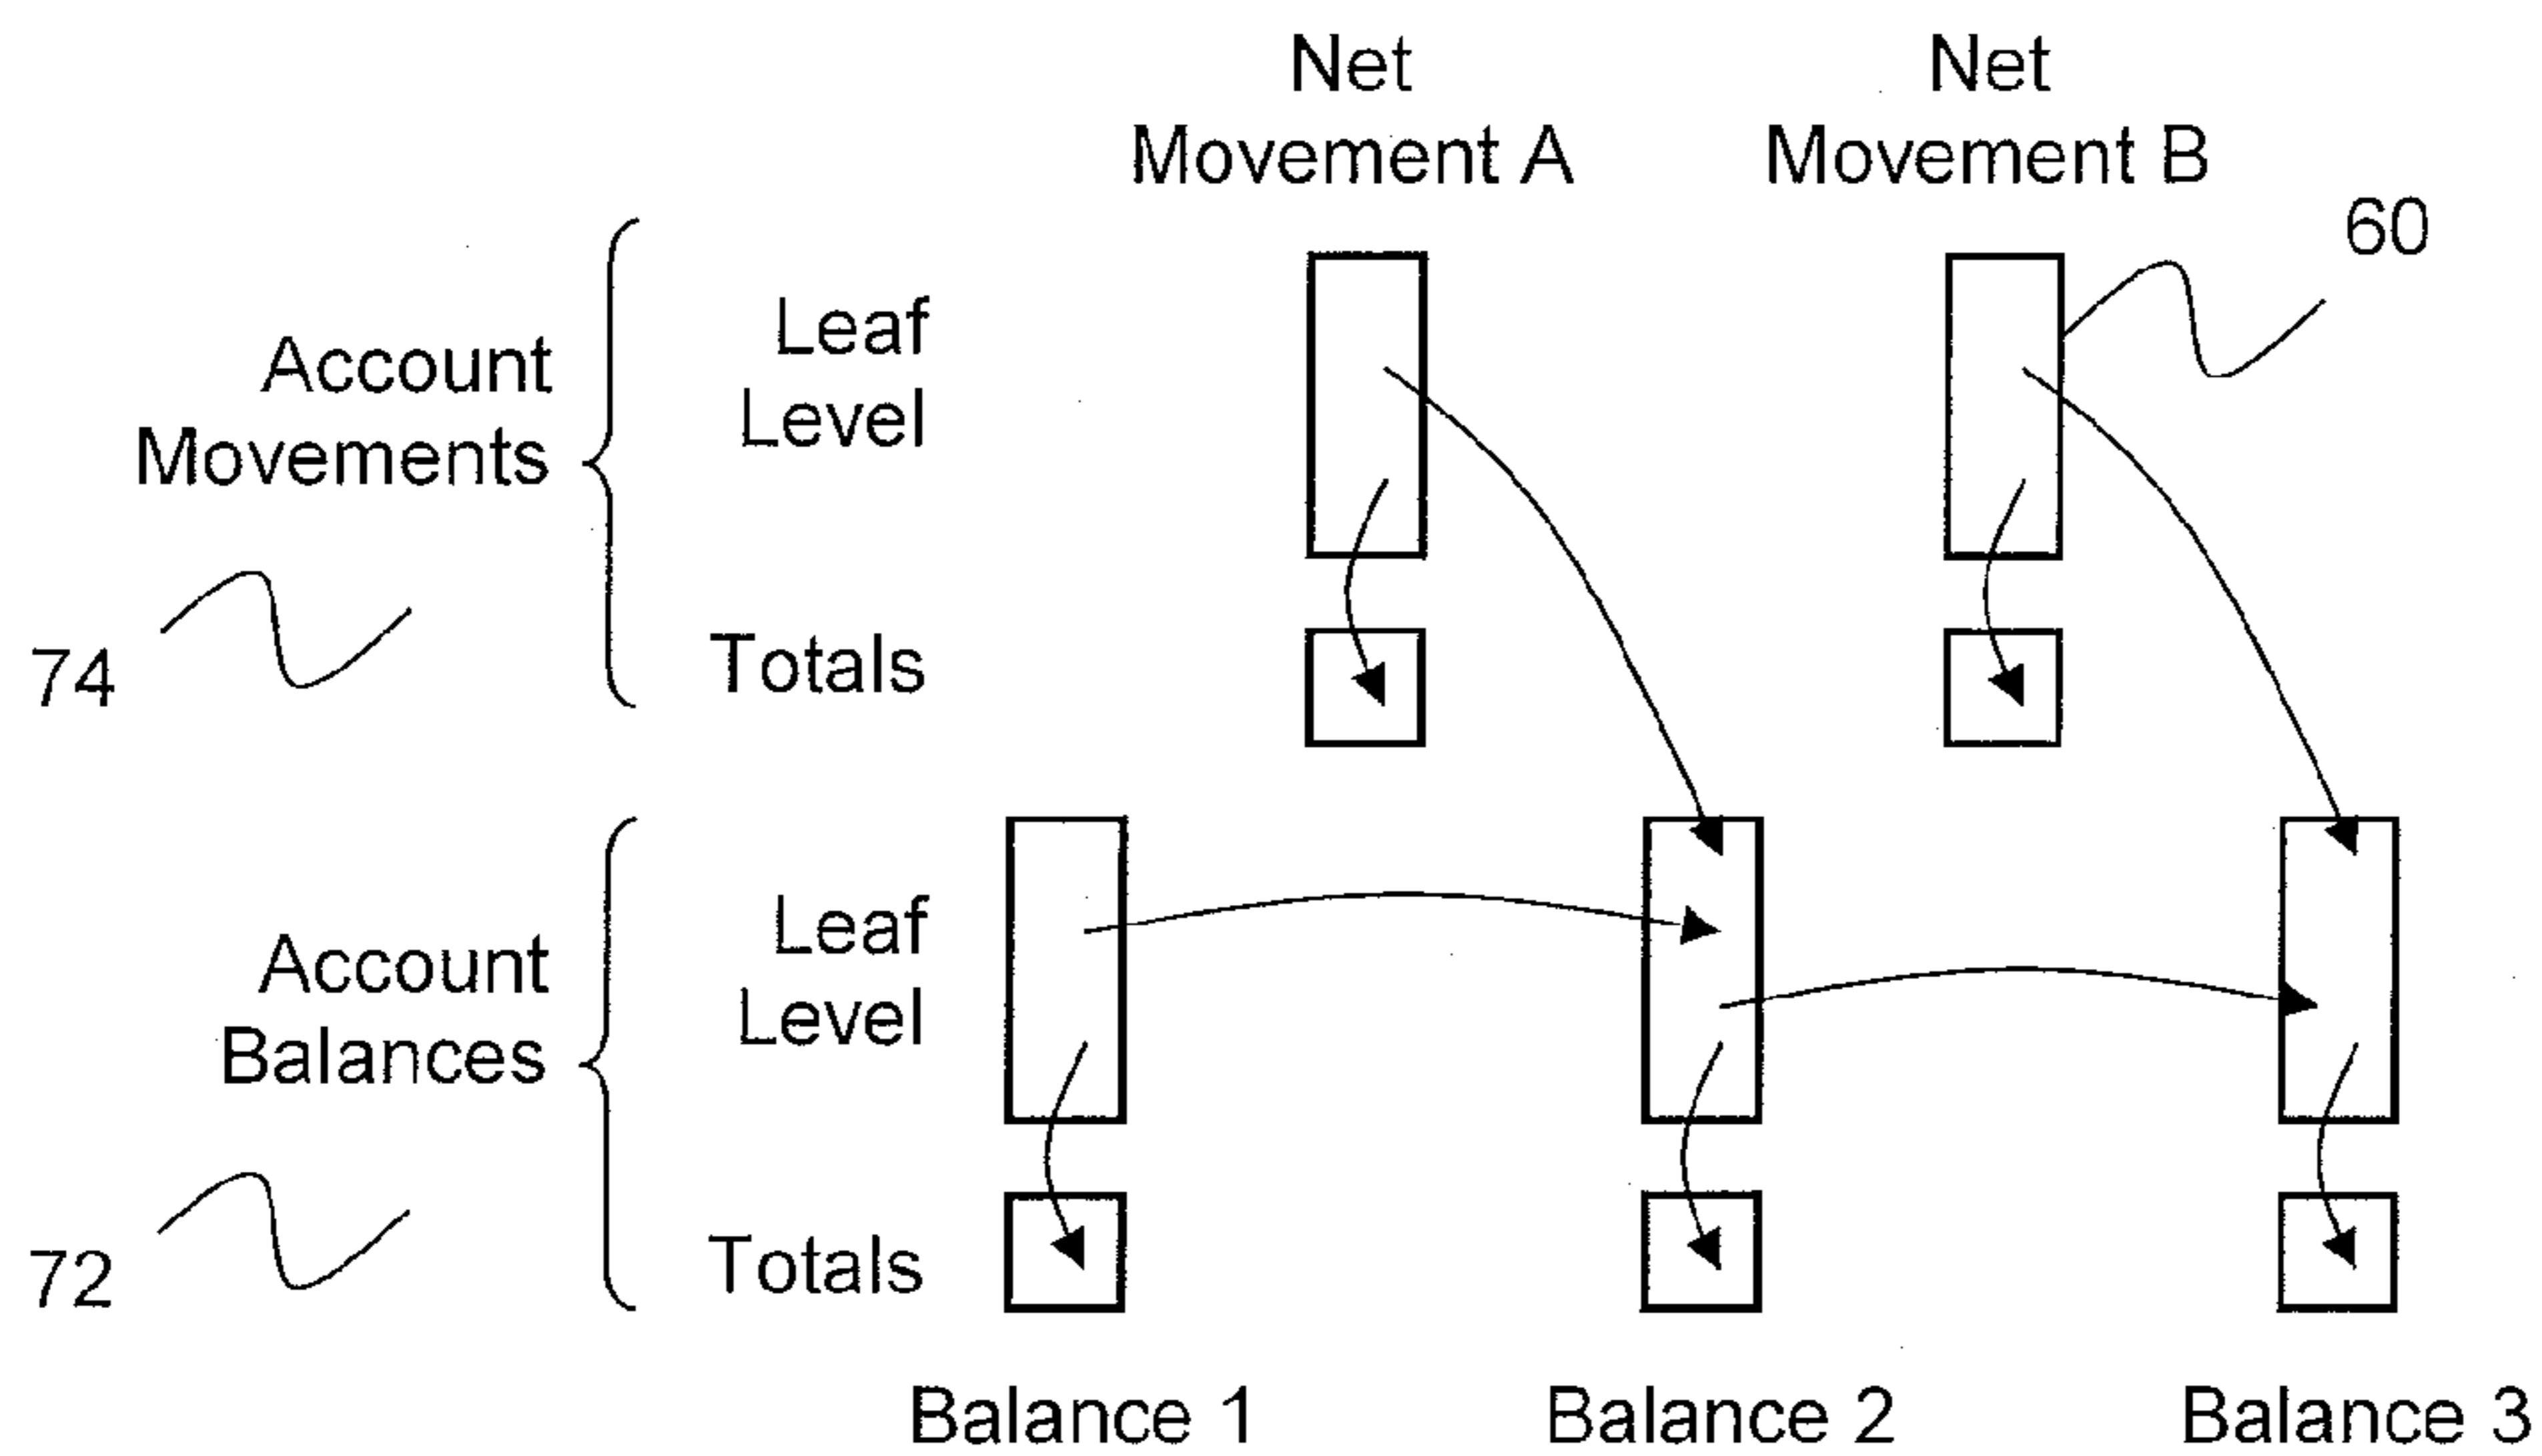 Net
Movement A
Net
Movement B
60
Account
Movements
Leaf
Level
Totals
74
Account
Balances
Leaf
Level
Totals
72
Balance 1
Balance 2
Balance 3